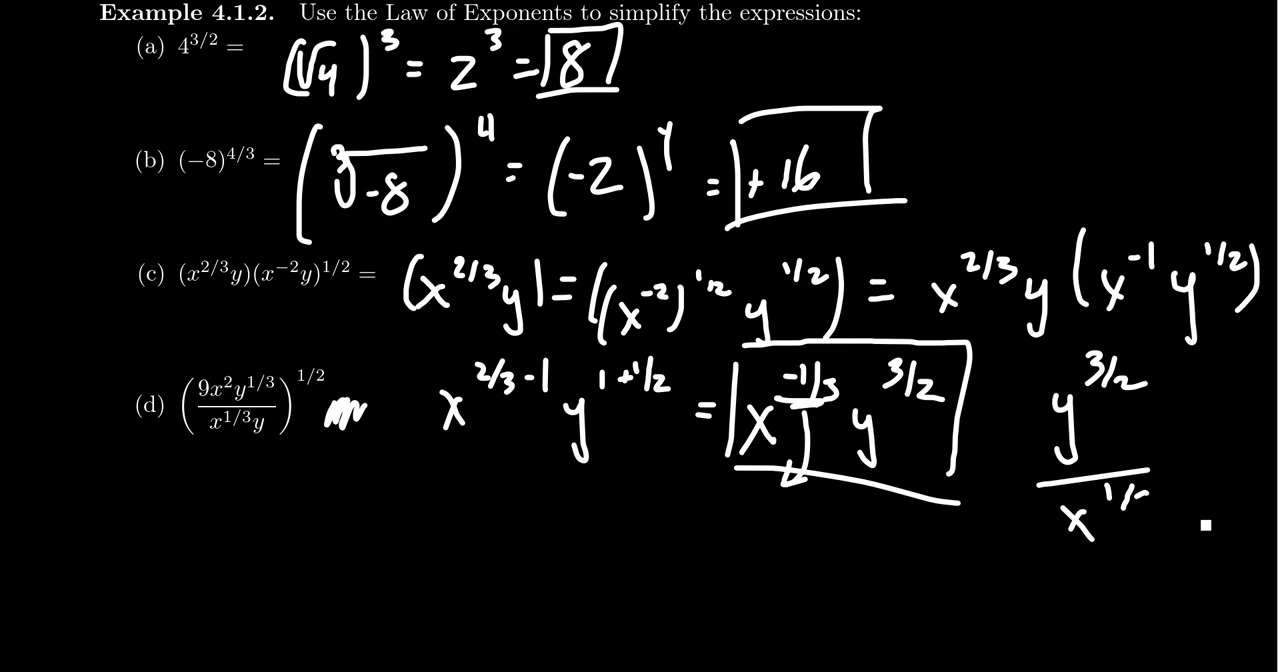 Example 4.1.2. Use the Law of Exponents to simplify the expressions:
(a) 4^{3/2} = (√4)^3 = 2^3 = 8
(b) (−8)^{4/3} = (∛-8)^4 = (-2)^4 = +16
(c) (x^{2/3}y)(x^{−2}y)^{1/2} = (x^{2/3}y) = ((x^{-2})^{1/2} y^{1/2}) = x^{2/3} y (x^{-1} y^{1/2})
x^{2/3-1} y^{1+1/2} = x^{-1/3} y^{3/2}
(d) (9x^2y^{1/3} / x^{1/3}y)^{1/2}
y^{3/2} / x